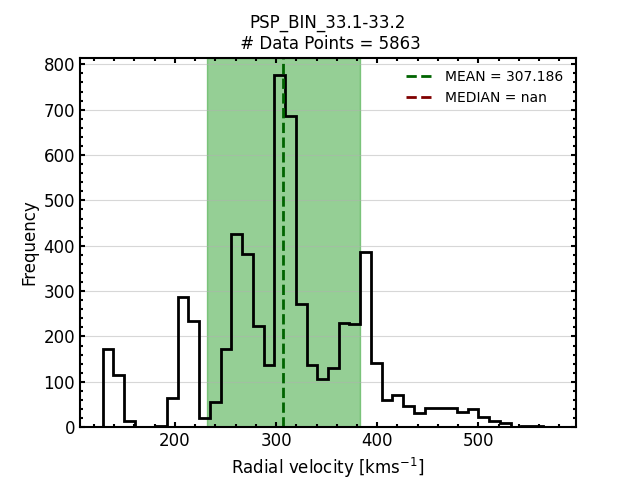 PSP_BIN_33.1-33.2
# Data Points = 5863
MEAN = 307.186
MEDIAN = nan
800
700
600
500
400
300
200
100
0
Frequency
200
300
400
500
Radial velocity [kms⁻¹]